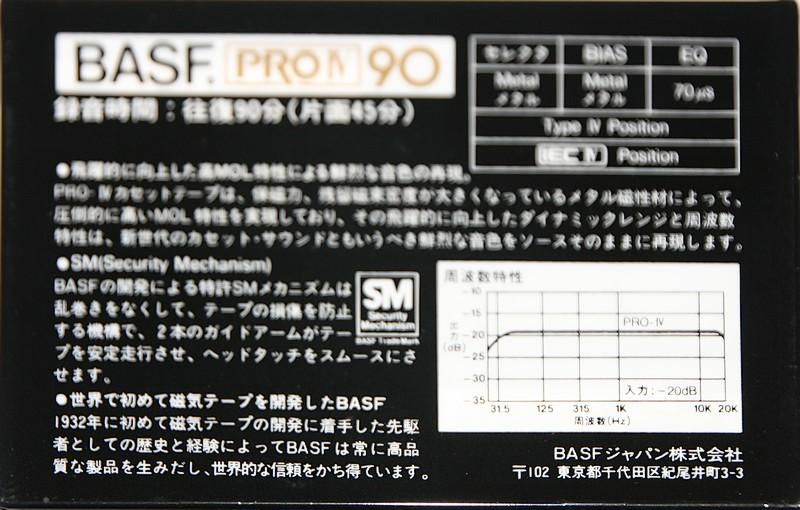 BASF PRO IV 90
録音時間：往復90分(片面45分)
セレクタ BIAS EQ
Metal メタル Metal メタル 70μs
Type IV Position
IEC IV Position
●飛躍的に向上した高MOL特性による鮮烈な音色の再現。
PRO-IVカセットテープは、保磁力、残留磁束密度が大きくなっているメタル磁性材によって、
圧倒的に高いMOL特性を実現しており、その飛躍的に向上したダイナミックレンジと周波数
特性は、新世代のカセット・サウンドともいうべき鮮烈な音色をソースそのままに再現します。
●SM(Security Mechanism)
BASFの開発による特許SMメカニズムは
乱巻きをなくして、テープの損傷を防止
する機構で、2本のガイドアームがテー
プを安定走行させ、ヘッドタッチをスムースにさ
せます。
SM
Security
Mechanism
BASF Trade Mark
●世界で初めて磁気テープを開発したBASF
1932年に初めて磁気テープの開発に着手した先駆
者としての歴史と経験によってBASFは常に高品
質な製品を生みだし、世界的な信頼をかち得ています。
周波数特性
出力(dB)
-10
-15
-20
-25
-30
-35
PRO-IV
入力：-20dB
31.5 125 315 1K 10K 20K
周波数(Hz)
BASFジャパン株式会社
〒102 東京都千代田区紀尾井町3-3